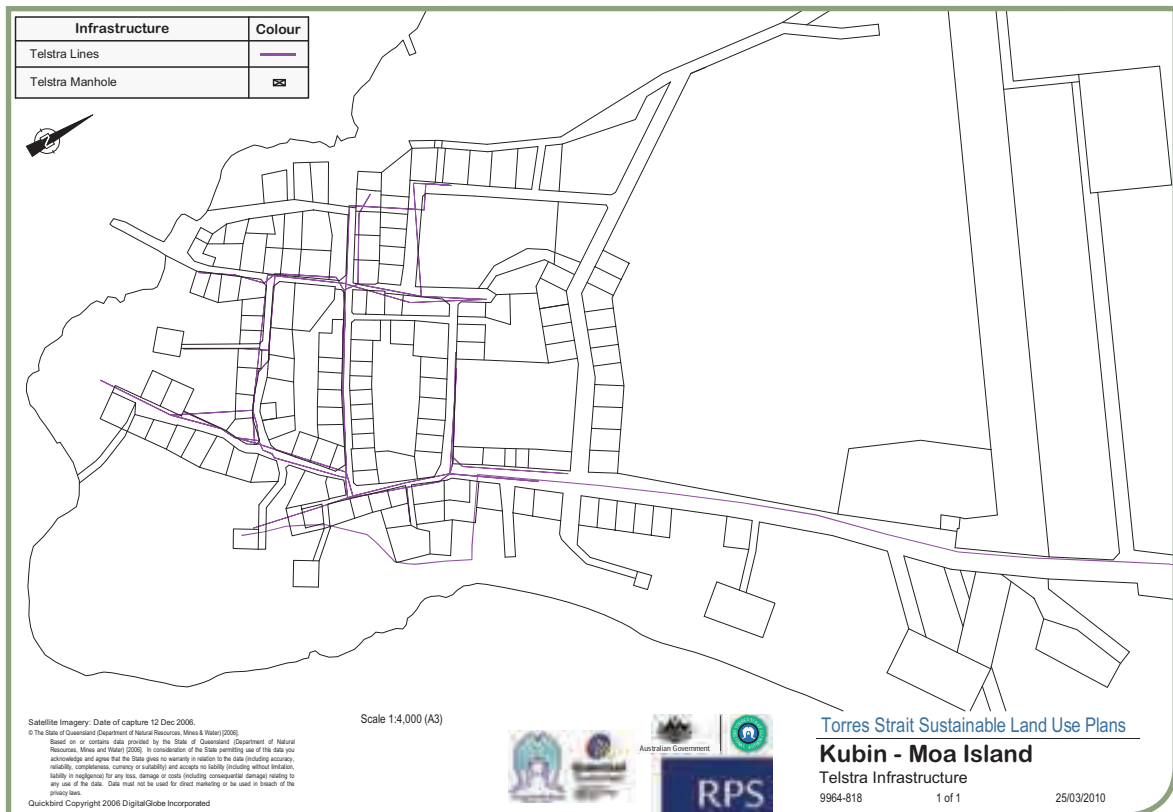 Infrastructure Colour
Telstra Lines
Telstra Manhole
Z
Satellite Imagery: Date of capture 12 Dec 2006.
© The State of Queensland (Department of Natural Resources, Mines & Water) [2006].
Based on or contains data provided by the State of Queensland (Department of Natural
Resources, Mines and Water) [2006]. In consideration of the State permitting use of this data you
acknowledge and agree that the State gives no warranty in relation to the data (including accuracy,
reliability, completeness, currency or suitability) and accepts no liability (including without limitation,
liability in negligence) for any loss, damage or costs (including consequential damage) relating to
any use of the data. Data must not be used for direct marketing or be used in breach of the
privacy laws.
Quickbird Copyright 2006 DigitalGlobe Incorporated
Scale 1:4,000 (A3)
Australian Government
RPS
Torres Strait Sustainable Land Use Plans
Kubin - Moa Island
Telstra Infrastructure
9964-818 1 of 1 25/03/2010